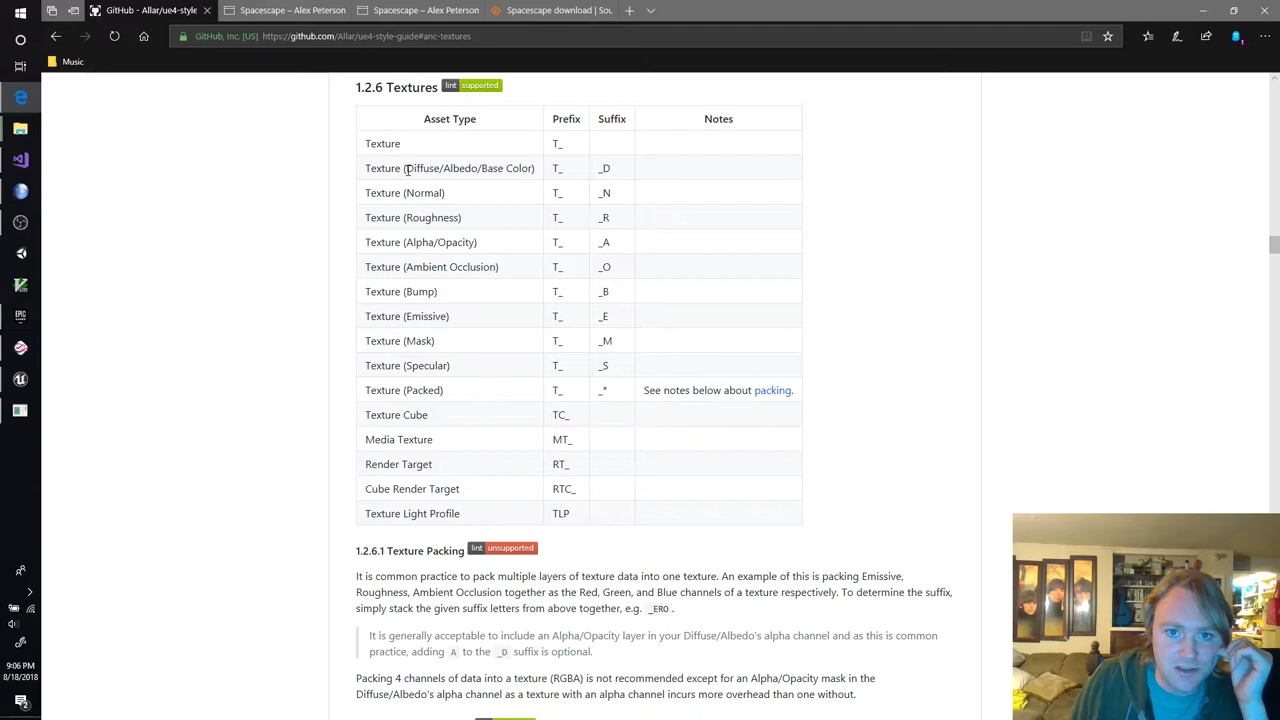 GitHub - Allar/ue4-style-g
Spacescape – Alex Peterson
Spacescape – Alex Peterson
Spacescape download | Sou
GitHub, Inc. [US] https://github.com/Allar/ue4-style-guide#anc-textures
Music
1.2.6 Textures lint supported
Asset Type Prefix Suffix Notes
Texture T_
Texture (Diffuse/Albedo/Base Color) T_ _D
Texture (Normal) T_ _N
Texture (Roughness) T_ _R
Texture (Alpha/Opacity) T_ _A
Texture (Ambient Occlusion) T_ _O
Texture (Bump) T_ _B
Texture (Emissive) T_ _E
Texture (Mask) T_ _M
Texture (Specular) T_ _S
Texture (Packed) T_ _* See notes below about packing.
Texture Cube TC_
Media Texture MT_
Render Target RT_
Cube Render Target RTC_
Texture Light Profile TLP
1.2.6.1 Texture Packing lint unsupported
It is common practice to pack multiple layers of texture data into one texture. An example of this is packing Emissive,
Roughness, Ambient Occlusion together as the Red, Green, and Blue channels of a texture respectively. To determine the suffix,
simply stack the given suffix letters from above together, e.g. _ERO .
It is generally acceptable to include an Alpha/Opacity layer in your Diffuse/Albedo's alpha channel and as this is common
practice, adding A to the _D suffix is optional.
Packing 4 channels of data into a texture (RGBA) is not recommended except for an Alpha/Opacity mask in the
Diffuse/Albedo's alpha channel as a texture with an alpha channel incurs more overhead than one without.
EPIC
9:06 PM
8/18/2018
2